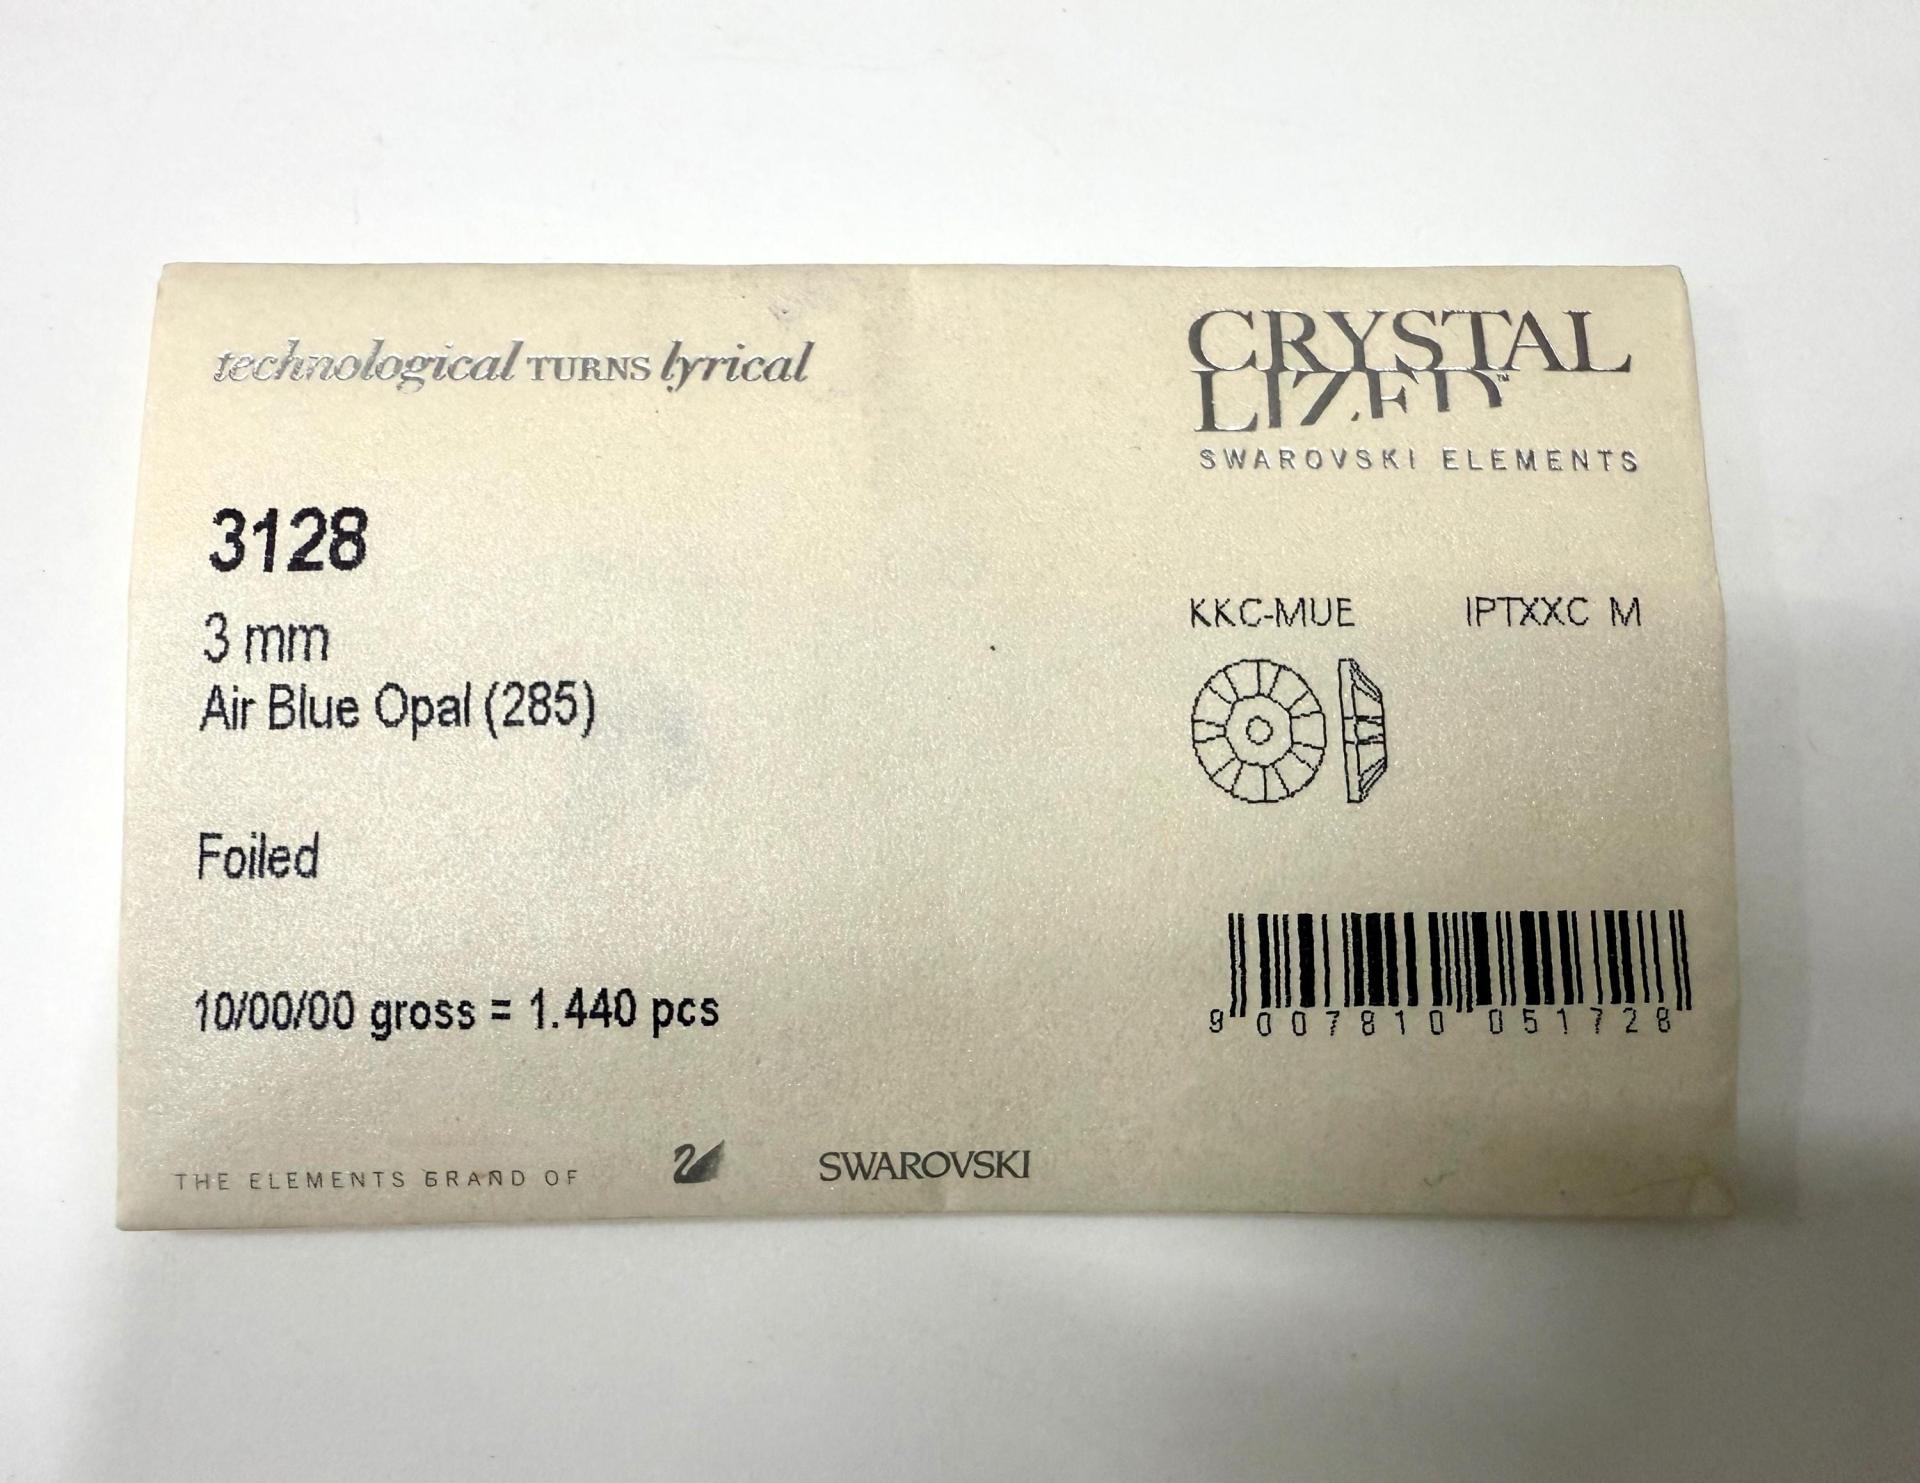 technological TURNS lyrical
CRYSTAL
LIZED™
SWAROVSKI ELEMENTS
3128
3 mm
Air Blue Opal (285)
KKC-MUE IPTXXC M
Foiled
10/00/00 gross = 1.440 pcs
9 007810 051728
THE ELEMENTS BRAND OF SWAROVSKI